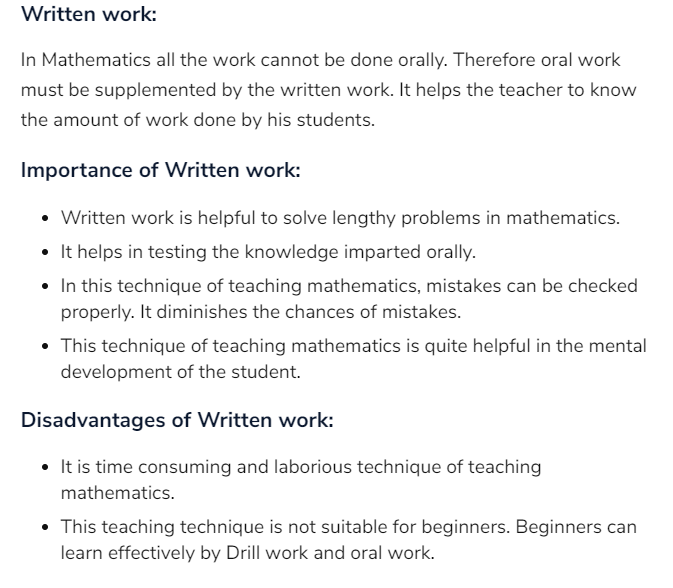 Written work:
In Mathematics all the work cannot be done orally. Therefore oral work
must be supplemented by the written work. It helps the teacher to know
the amount of work done by his students.
Importance of Written work:
• Written work is helpful to solve lengthy problems in mathematics.
• It helps in testing the knowledge imparted orally.
• In this technique of teaching mathematics, mistakes can be checked
properly. It diminishes the chances of mistakes.
• This technique of teaching mathematics is quite helpful in the mental
development of the student.
Disadvantages of Written work:
• It is time consuming and laborious technique of teaching
mathematics.
• This teaching technique is not suitable for beginners. Beginners can
learn effectively by Drill work and oral work.